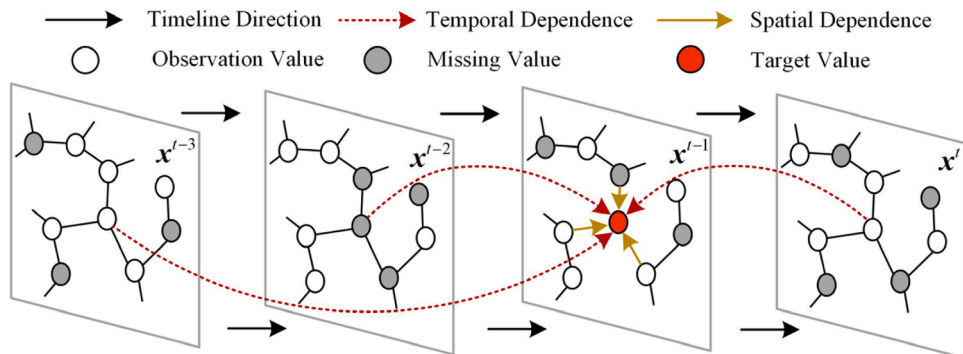 Timeline Direction Temporal Dependence Spatial Dependence
Observation Value Missing Value Target Value
x^{t-3} x^{t-2} x^{t-1} x^{t}